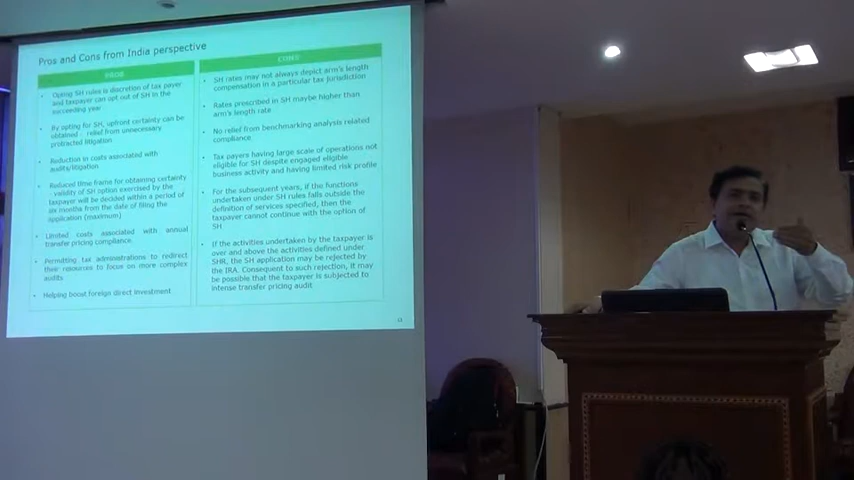 Pros and Cons from India perspective
PROS
• Opting SH rules is discretion of tax payer
and taxpayer can opt out of SH in the
succeeding year
• By opting for SH, upfront certainty can be
obtained - relief from unnecessary
protracted litigation
• Reduction in costs associated with
audits/litigation
• Reduced time frame for obtaining certainty
- validity of SH option exercised by the
taxpayer will be decided within a period of
six months from the date of filing the
application (maximum)
• Limited costs associated with annual
transfer pricing compliance.
• Permitting tax administrations to redirect
their resources to focus on more complex
audits
• Helping boost foreign direct investment
CONS
• SH rates may not always depict arm's length
compensation in a particular tax jurisdiction
• Rates prescribed in SH maybe higher than
arm's length rate
• No relief from benchmarking analysis related
compliance
• Tax payers having large scale of operations not
eligible for SH despite engaged eligible
business activity and having limited risk profile
• For the subsequent years, if the functions
undertaken under SH rules falls outside the
definition of services specified, then the
taxpayer cannot continue with the option of
SH
• If the activities undertaken by the taxpayer is
over and above the activities defined under
SHR, the SH application may be rejected by
the IRA. Consequent to such rejection, it may
be possible that the taxpayer is subjected to
intense transfer pricing audit